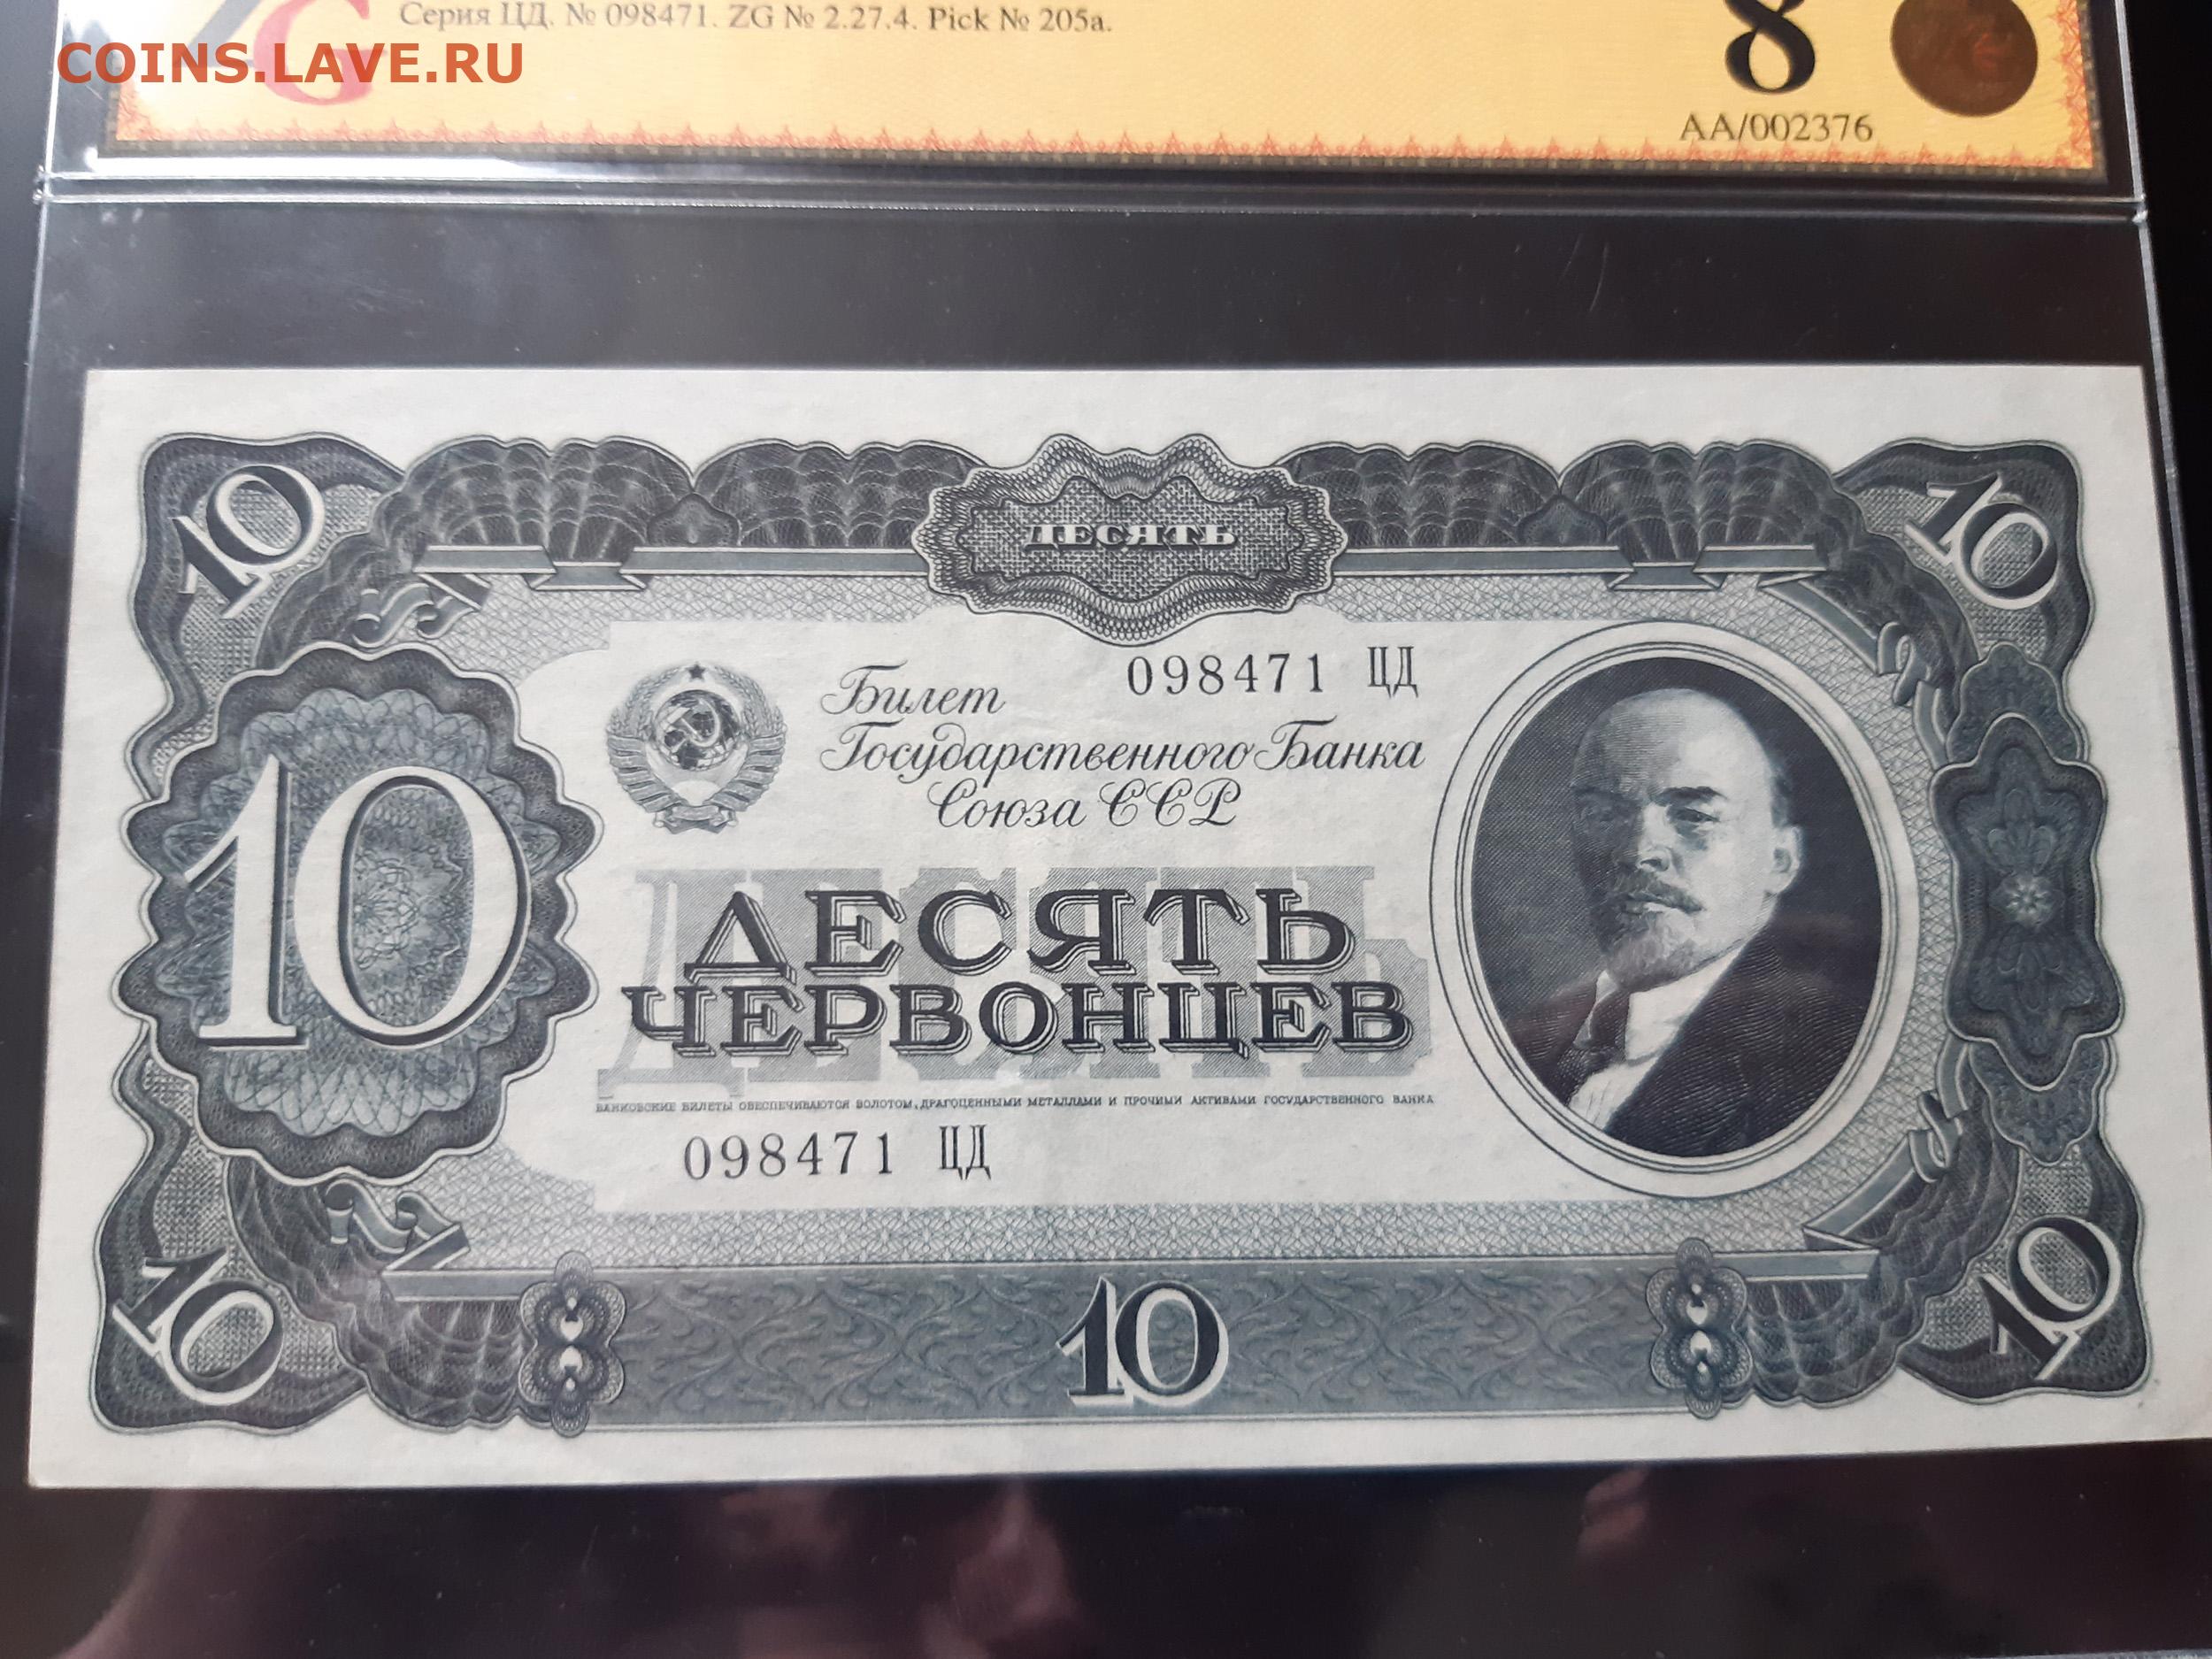 Серия ЦД. № 098471. ZG № 2.27.4. Pick № 205a.
8
ZG
COINS.LAVE.RU
AA/002376
10
ДЕСЯТЬ
10
098471 ЦД
Билет
Государственного Банка
Союза ССР
10
ДЕСЯТЬ
ДЕСЯТЬ
ЧЕРВОНЦЕВ
БАНКОВСКИЕ БИЛЕТЫ ОБЕСПЕЧИВАЮТСЯ ЗОЛОТОМ, ДРАГОЦЕННЫМИ МЕТАЛЛАМИ И ПРОЧИМИ АКТИВАМИ ГОСУДАРСТВЕННОГО БАНКА
098471 ЦД
10
10
10